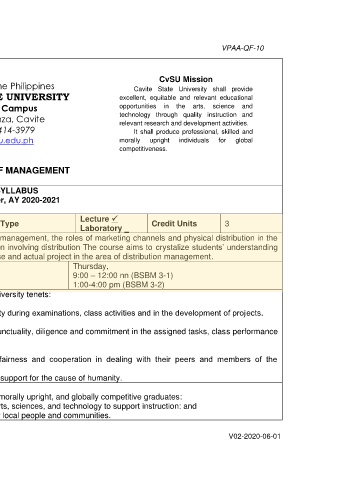 VPAA-QF-10
ne Philippines
E UNIVERSITY
Campus
nza, Cavite
414-3979
u.edu.ph
CvSU Mission
Cavite State University shall provide
excellent, equitable and relevant educational
opportunities in the arts, science and
technology through quality instruction and
relevant research and development activities.
It shall produce professional, skilled and
morally upright individuals for global
competitiveness.
F MANAGEMENT
SYLLABUS
er, AY 2020-2021
Type
Lecture ✓
Laboratory _
Credit Units
3
management, the roles of marketing channels and physical distribution in the
n involving distribution The course aims to crystalize students’ understanding
se and actual project in the area of distribution management.
Thursday,
9:00 – 12:00 nn (BSBM 3-1)
1:00-4:00 pm (BSBM 3-2)
iversity tenets:
ty during examinations, class activities and in the development of projects.
unctuality, diligence and commitment in the assigned tasks, class performance
fairness and cooperation in dealing with their peers and members of the
support for the cause of humanity.
morally upright, and globally competitive graduates:
rts, sciences, and technology to support instruction: and
r local people and communities.
V02-2020-06-01